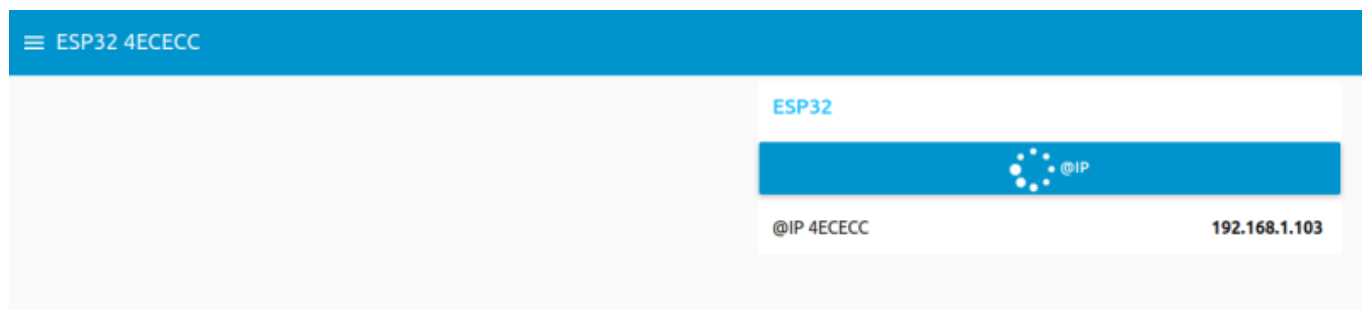 ESP32 4ECECC
ESP32
@IP
@IP 4ECECC 192.168.1.103